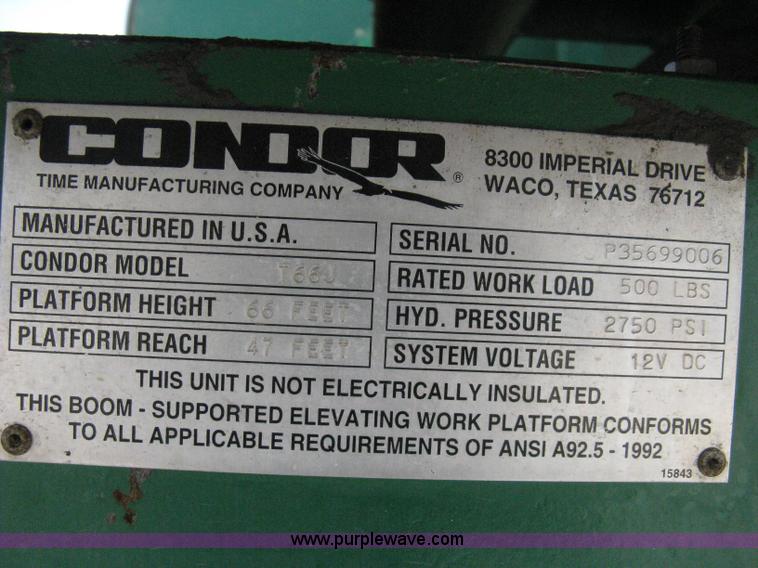 CONDOR ®
TIME MANUFACTURING COMPANY
8300 IMPERIAL DRIVE
WACO, TEXAS 76712
MANUFACTURED IN U.S.A.
CONDOR MODEL T66J
PLATFORM HEIGHT 66 FEET
PLATFORM REACH 47 FEET
SERIAL NO. P35699006
RATED WORK LOAD 500 LBS
HYD. PRESSURE 2750 PSI
SYSTEM VOLTAGE 12V DC
THIS UNIT IS NOT ELECTRICALLY INSULATED.
THIS BOOM - SUPPORTED ELEVATING WORK PLATFORM CONFORMS
TO ALL APPLICABLE REQUIREMENTS OF ANSI A92.5 - 1992
15843
www.purplewave.com